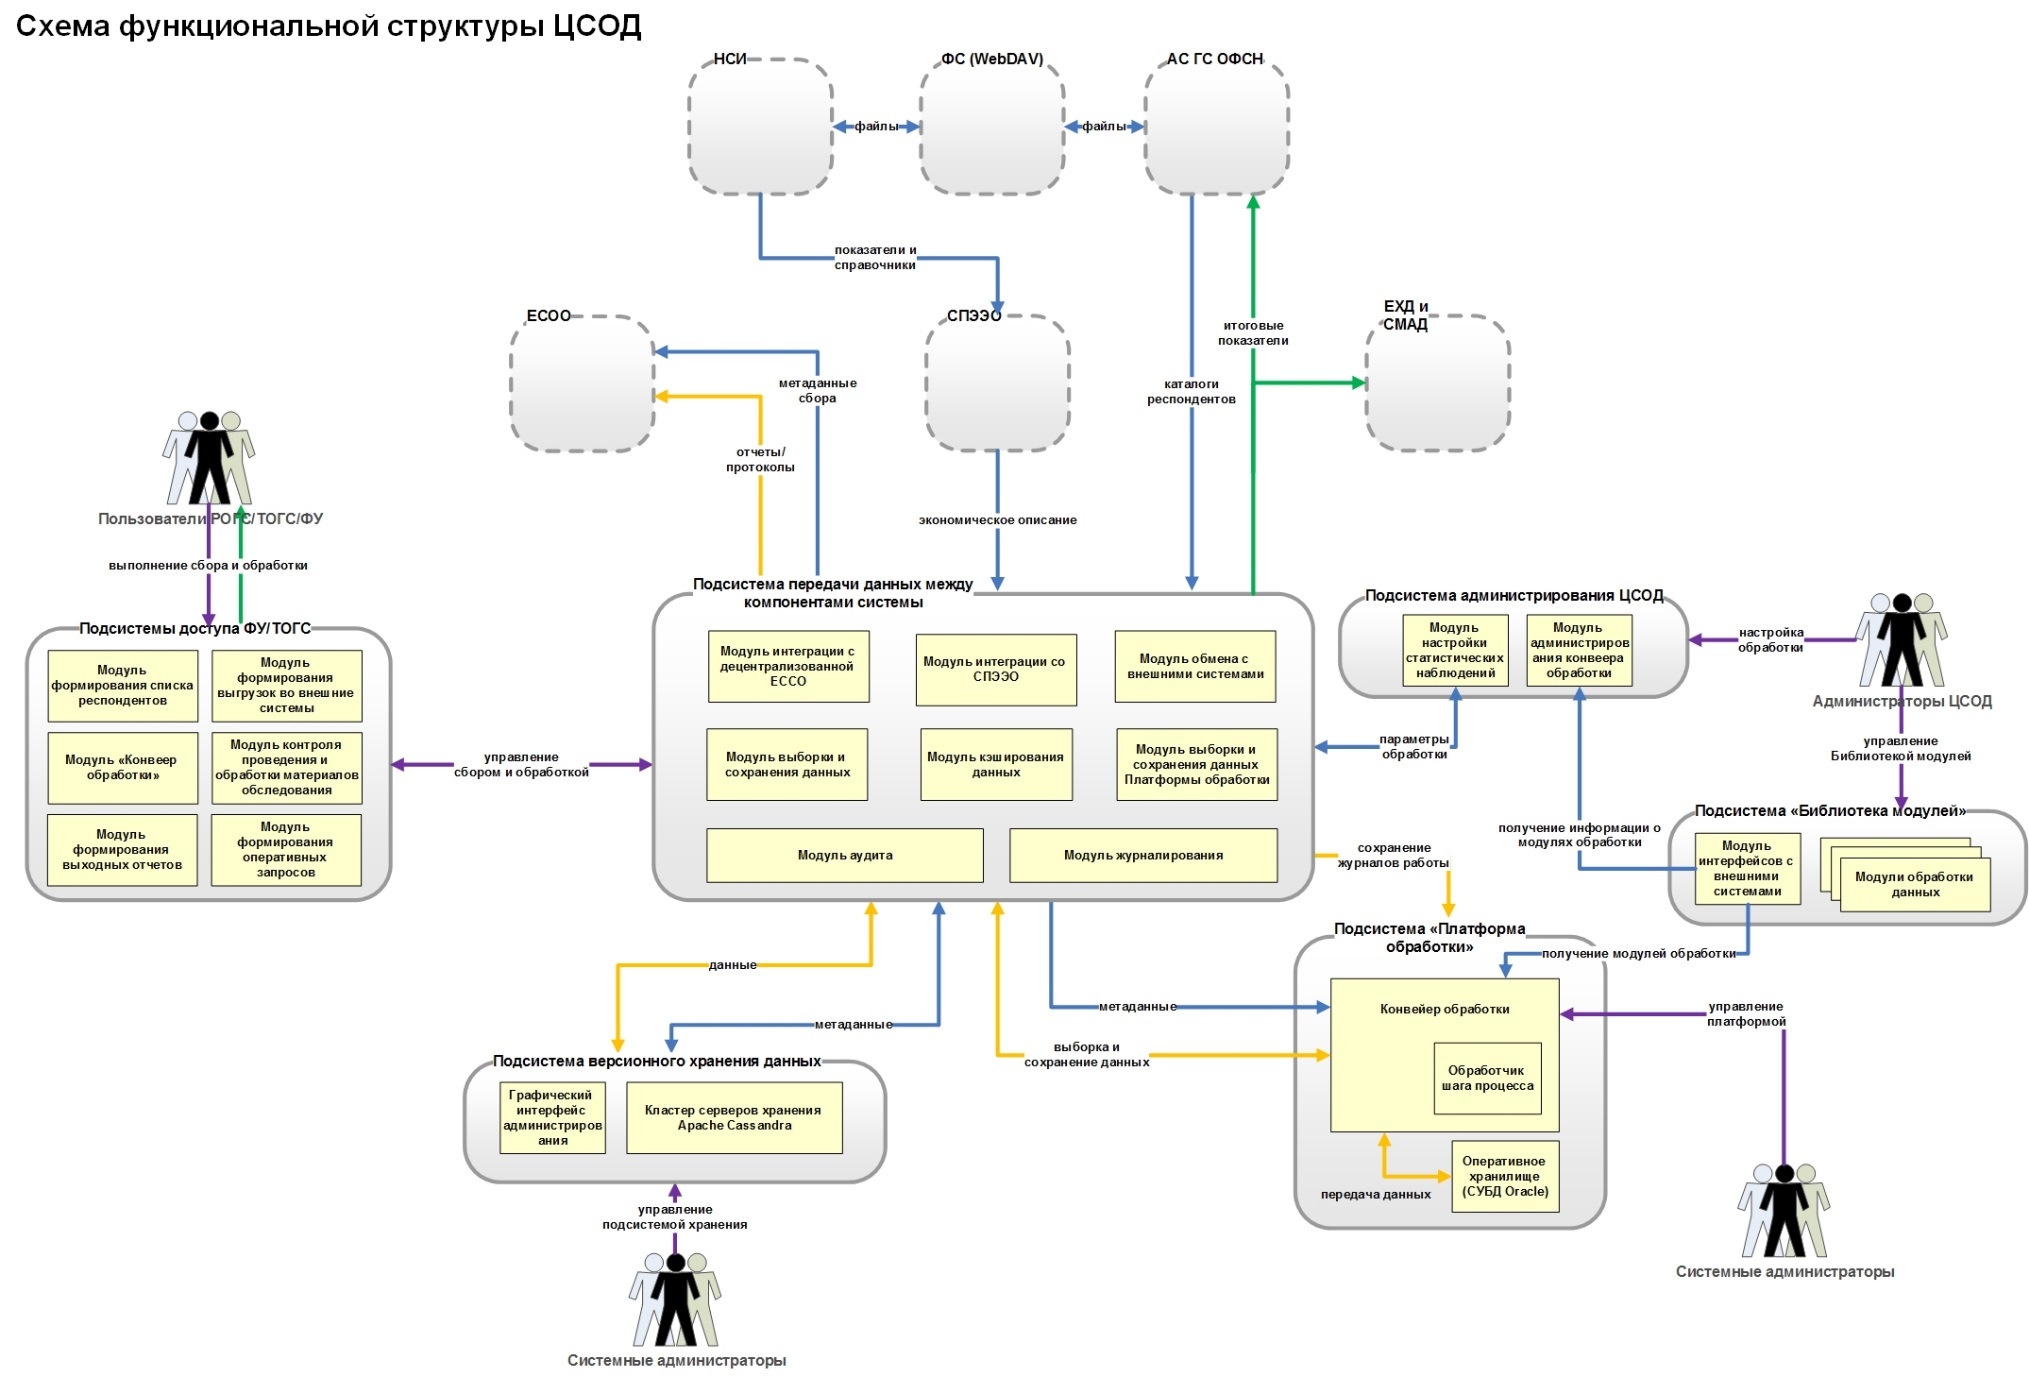 Схема функциональной структуры ЦСОД
НСИ
ФС (WebDAV)
АС ГС ОФСН
файлы
файлы
показатели и
справочники
ЕСОО
СПЭЭО
ЕХД и
СМАД
итоговые
показатели
метаданные
сбора
каталоги
респондентов
отчеты/
протоколы
экономическое описание
Пользователи РОГС/ТОГС/ФУ
выполнение сбора и обработки
Подсистемы доступа ФУ/ТОГС
Модуль
формирования списка
респондентов
Модуль
формирования
выгрузок во внешние
системы
Модуль «Конвеер
обработки»
Модуль контроля
проведения и
обработки материалов
обследования
Модуль
формирования
выходных отчетов
Модуль
формирования
оперативных
запросов
управление
сбором и обработкой
Подсистема передачи данных между
компонентами системы
Модуль интеграции с
децентрализованной
ЕССО
Модуль интеграции со
СПЭЭО
Модуль обмена с
внешними системами
Модуль выборки и
сохранения данных
Модуль кэширования
данных
Модуль выборки и
сохранения данных
Платформы обработки
Модуль аудита
Модуль журналирования
Подсистема администрирования ЦСОД
Модуль
настройки
статистических
наблюдений
Модуль
администриров
ания конвеера
обработки
настройка
обработки
Администраторы ЦСОД
параметры
обработки
управление
Библиотекой модулей
получение информации о
модулях обработки
Подсистема «Библиотека модулей»
Модуль
интерфейсов с
внешними
системами
Модули обработки
данных
сохранение
журналов работы
Подсистема «Платформа
обработки»
получение модулей обработки
Конвейер обработки
Обработчик
шага процесса
Оперативное
хранилище
(СУБД Oracle)
передача данных
управление
платформой
Системные администраторы
данные
метаданные
метаданные
выборка и
сохранение данных
Подсистема версионного хранения данных
Графический
интерфейс
администриров
ания
Кластер серверов хранения
Apache Cassandra
управление
подсистемой хранения
Системные администраторы